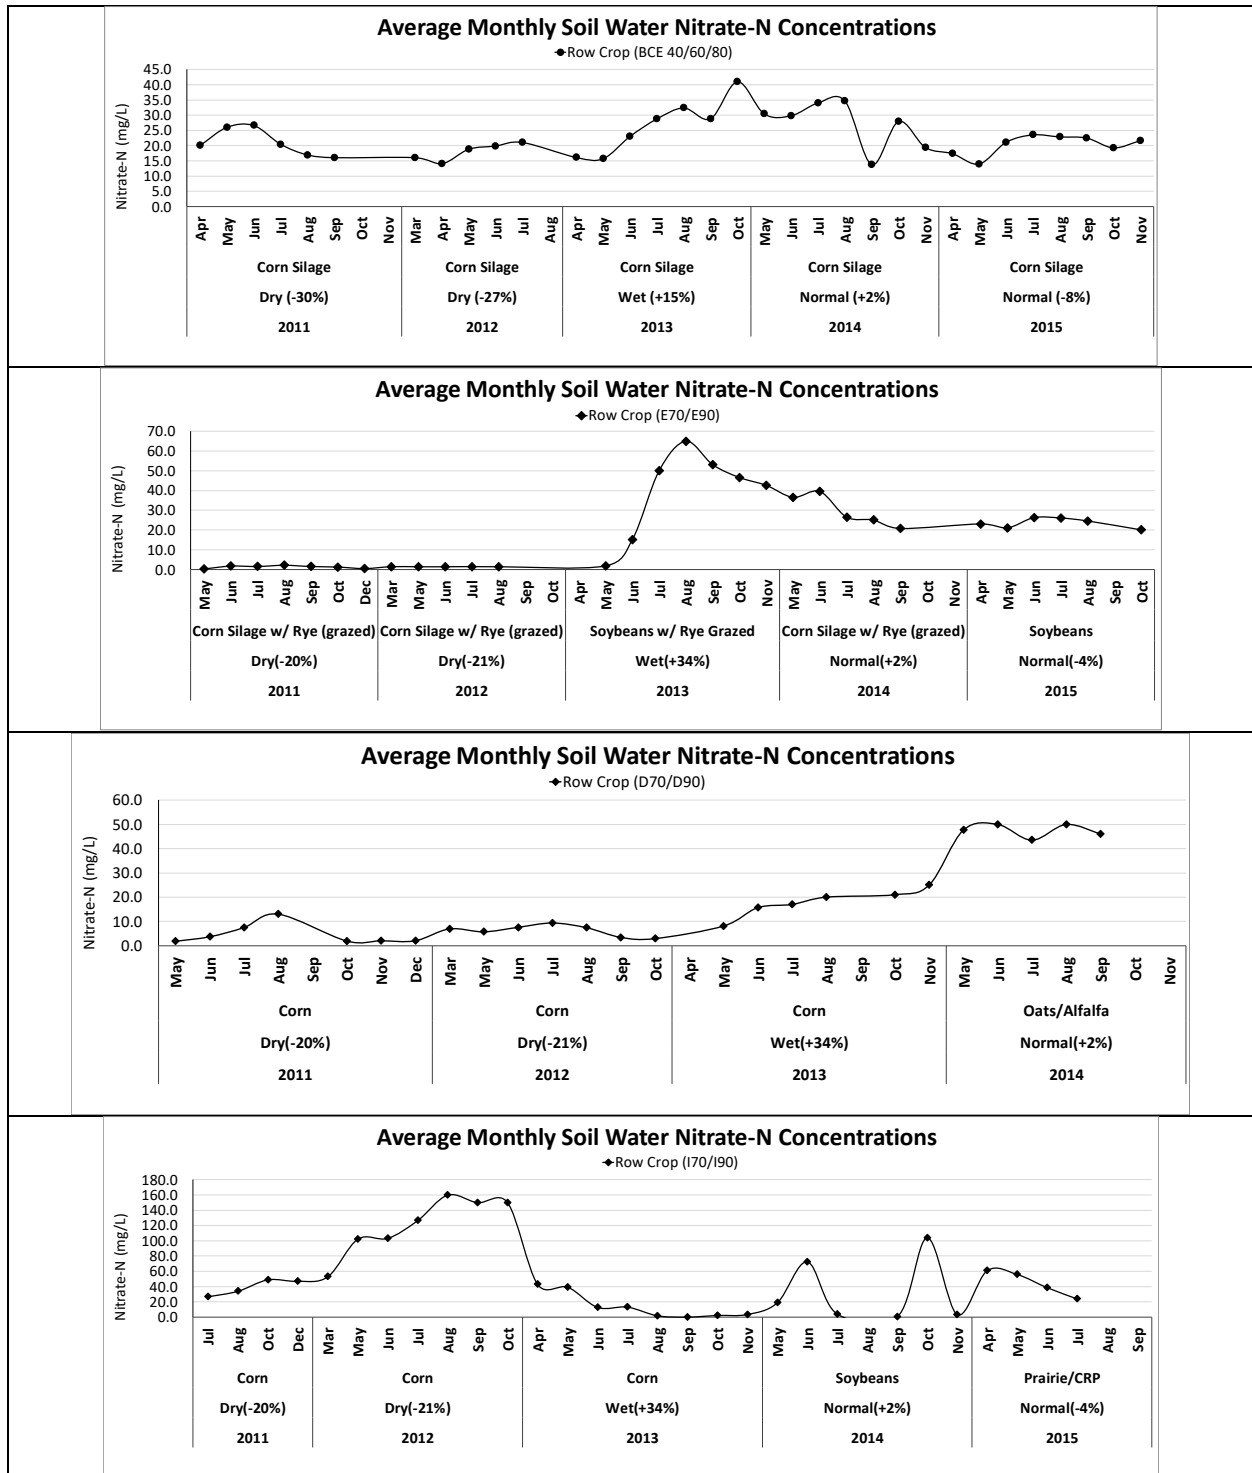 Average Monthly Soil Water Nitrate-N Concentrations
Row Crop (BCE 40/60/80)
Nitrate-N (mg/L)
45.0
40.0
35.0
30.0
25.0
20.0
15.0
10.0
5.0
0.0
Apr May Jun Jul Aug Sep Oct Nov Mar Apr May Jun Jul Aug Apr May Jun Jul Aug Sep Oct May Jun Jul Aug Sep Oct Nov Apr May Jun Jul Aug Sep Oct Nov
Corn Silage Corn Silage Corn Silage Corn Silage Corn Silage
Dry (-30%) Dry (-27%) Wet (+15%) Normal (+2%) Normal (-8%)
2011 2012 2013 2014 2015
Average Monthly Soil Water Nitrate-N Concentrations
Row Crop (E70/E90)
Nitrate-N (mg/L)
70.0
60.0
50.0
40.0
30.0
20.0
10.0
0.0
May Jun Jul Aug Sep Oct Dec Mar May Jun Jul Aug Sep Oct Apr May Jun Jul Aug Sep Oct Nov May Jun Jul Aug Sep Oct Nov Apr May Jun Jul Aug Sep Oct
Corn Silage w/ Rye (grazed) Corn Silage w/ Rye (grazed) Soybeans w/ Rye Grazed Corn Silage w/ Rye (grazed) Soybeans
Dry(-20%) Dry(-21%) Wet(+34%) Normal(+2%) Normal(-4%)
2011 2012 2013 2014 2015
Average Monthly Soil Water Nitrate-N Concentrations
Row Crop (D70/D90)
Nitrate-N (mg/L)
60.0
50.0
40.0
30.0
20.0
10.0
0.0
May Jun Jul Aug Sep Oct Nov Dec Mar May Jun Jul Aug Sep Oct Apr May Jun Jul Aug Sep Oct Nov May Jun Jul Aug Sep Oct Nov
Corn Corn Corn Oats/Alfalfa
Dry(-20%) Dry(-21%) Wet(+34%) Normal(+2%)
2011 2012 2013 2014
Average Monthly Soil Water Nitrate-N Concentrations
Row Crop (I70/I90)
Nitrate-N (mg/L)
180.0
160.0
140.0
120.0
100.0
80.0
60.0
40.0
20.0
0.0
Jul Aug Oct Dec Mar May Jun Jul Aug Sep Oct Apr May Jun Jul Aug Sep Oct Nov May Jun Jul Aug Sep Oct Nov Apr May Jun Jul Aug Sep
Corn Corn Corn Soybeans Prairie/CRP
Dry(-20%) Dry(-21%) Wet(+34%) Normal(+2%) Normal(-4%)
2011 2012 2013 2014 2015